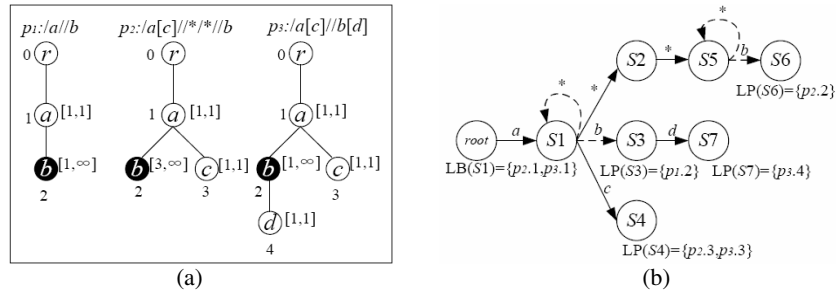 p1:/a//b p2:/a[c]//*/*//b p3:/a[c]//b[d]
0 r 0 r 0 r
1 a [1,1] 1 a [1,1] 1 a [1,1]
b [1,∞] b [3,∞] c [1,1] b [1,∞] c [1,1]
2 2 3 2 3
d [1,1]
4
(a)
* S2 * S5 b S6
LP(S6)={p2.2}
* *
root a S1 b S3 d S7
LB(S1)={p2.1,p3.1} LP(S3)={p1.2} LP(S7)={p3.4}
c
S4
LP(S4)={p2.3,p3.3}
(b)